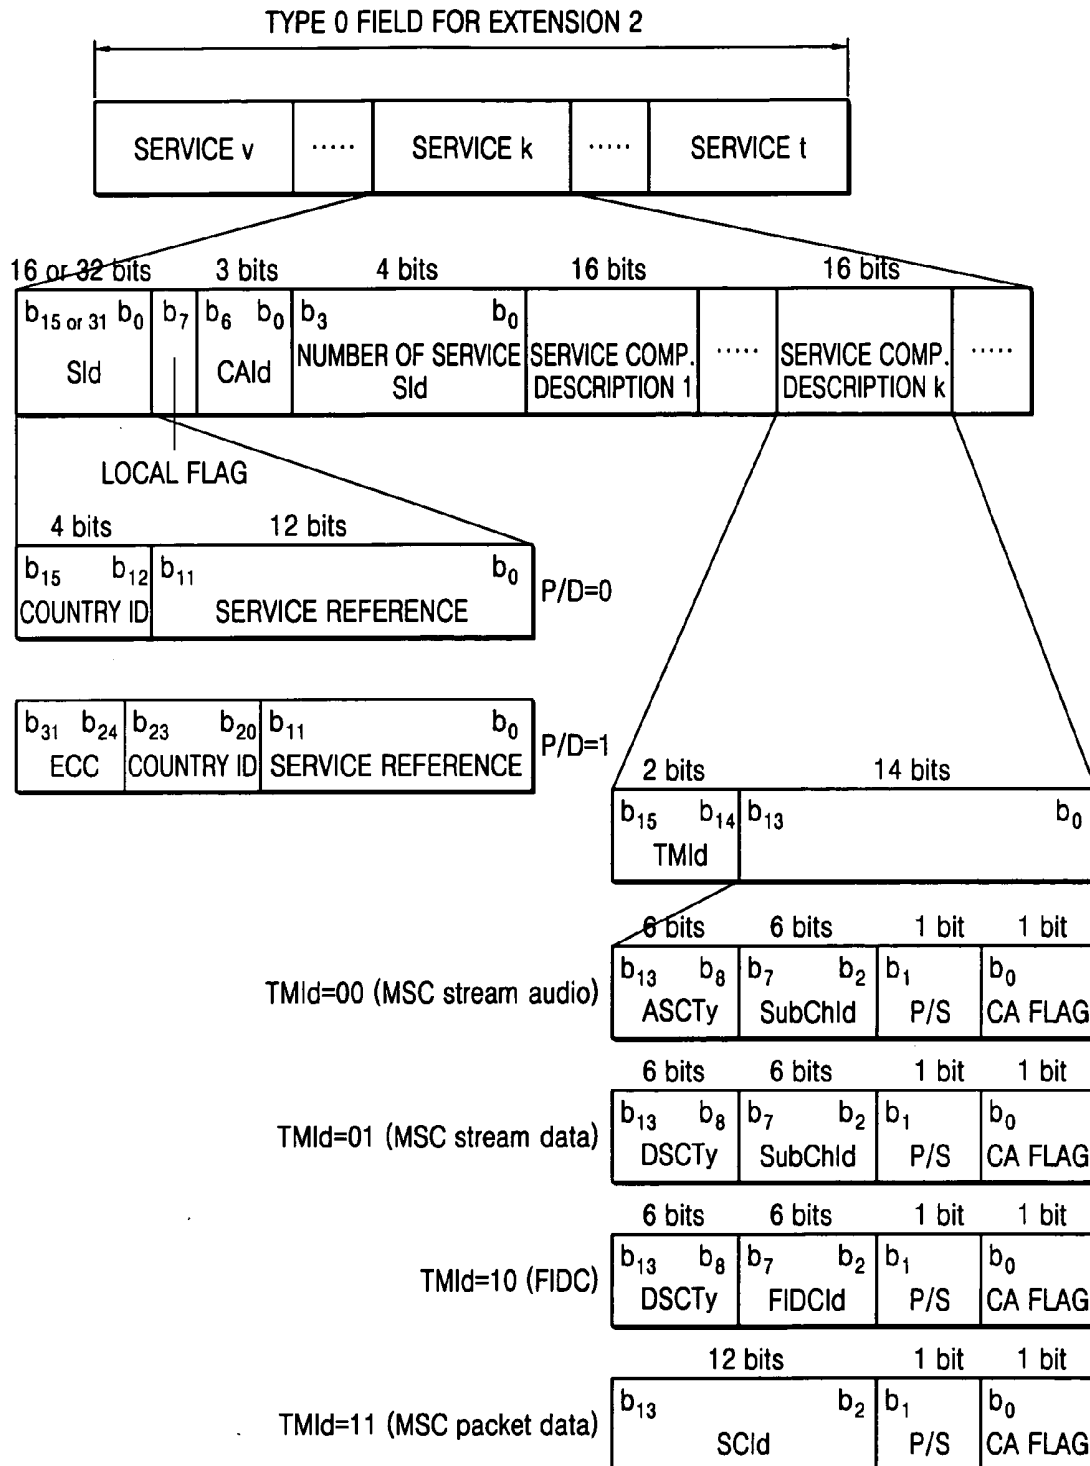 TYPE 0 FIELD FOR EXTENSION 2
SERVICE v ..... SERVICE k ..... SERVICE t
16 or 32 bits 3 bits 4 bits 16 bits 16 bits
b15 or 31 b0 b7 b6 b0 b3 b0
SId CAId NUMBER OF SERVICE SERVICE COMP. ..... SERVICE COMP. .....
SId DESCRIPTION 1 DESCRIPTION k
LOCAL FLAG
4 bits 12 bits
b15 b12 b11 b0
COUNTRY ID SERVICE REFERENCE P/D=0
b31 b24 b23 b20 b11 b0
ECC COUNTRY ID SERVICE REFERENCE P/D=1
2 bits 14 bits
b15 b14 b13 b0
TMId
6 bits 6 bits 1 bit 1 bit
b13 b8 b7 b2 b1 b0
TMId=00 (MSC stream audio) ASCTy SubChId P/S CA FLAG
6 bits 6 bits 1 bit 1 bit
b13 b8 b7 b2 b1 b0
TMId=01 (MSC stream data) DSCTy SubChId P/S CA FLAG
6 bits 6 bits 1 bit 1 bit
b13 b8 b7 b2 b1 b0
TMId=10 (FIDC) DSCTy FIDCId P/S CA FLAG
12 bits 1 bit 1 bit
b13 b2 b1 b0
TMId=11 (MSC packet data) SCId P/S CA FLAG